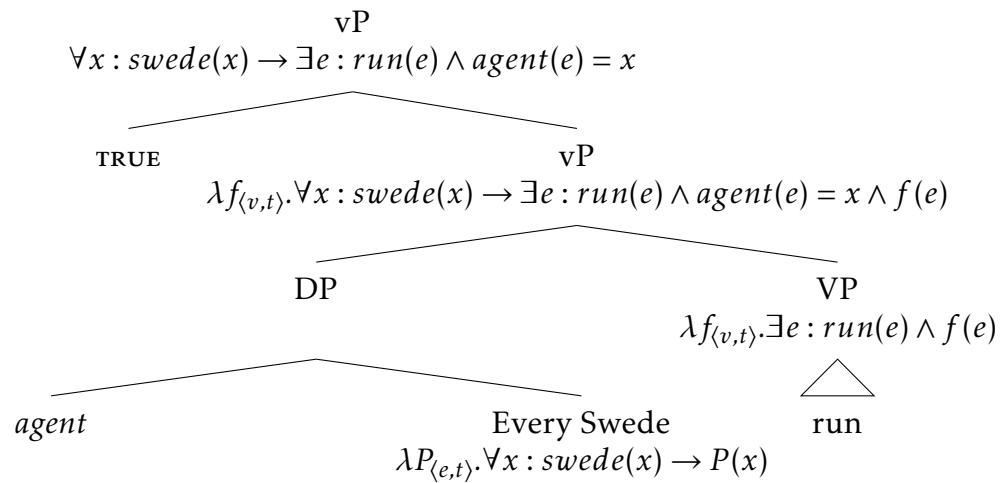 vP
∀x : swede(x) → ∃e : run(e) ∧ agent(e) = x
TRUE
vP
λf⟨v,t⟩.∀x : swede(x) → ∃e : run(e) ∧ agent(e) = x ∧ f(e)
DP
VP
λf⟨v,t⟩.∃e : run(e) ∧ f(e)
agent
Every Swede
run
λP⟨e,t⟩.∀x : swede(x) → P(x)